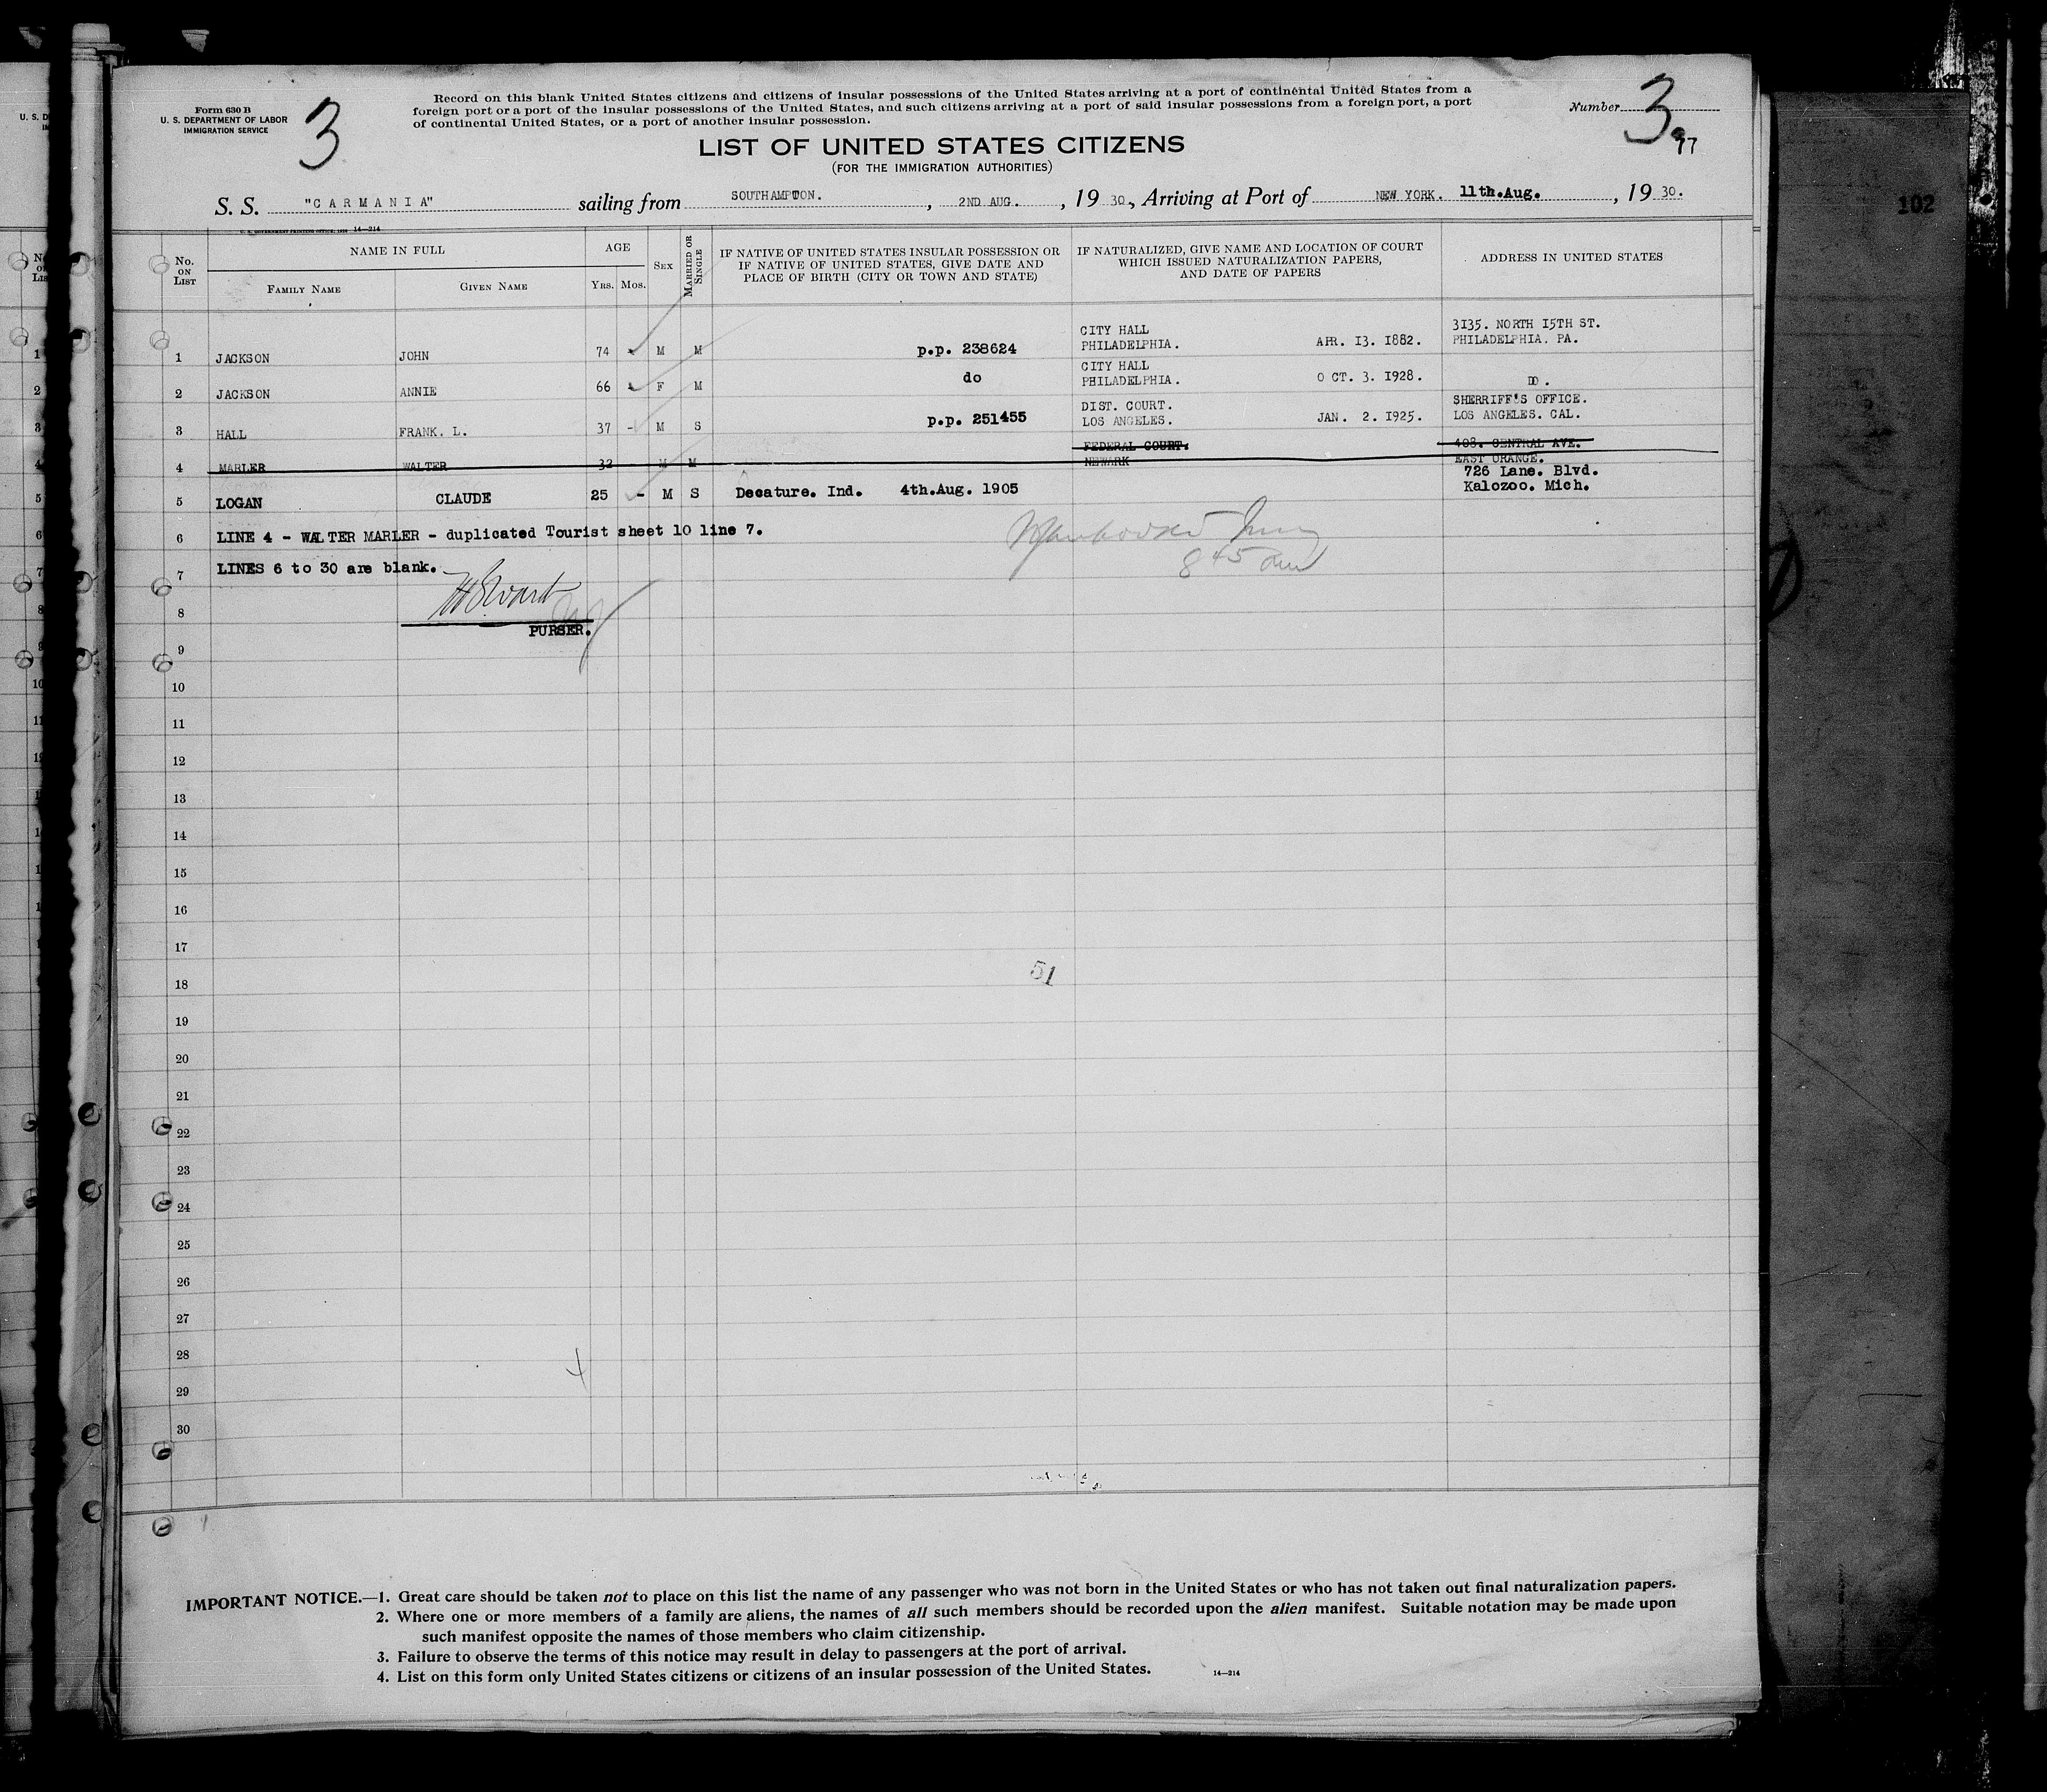 Form 630 B
U. S. DEPARTMENT OF LABOR
IMMIGRATION SERVICE
3
Record on this blank United States citizens and citizens of insular possessions of the United States arriving at a port of continental United States from a
foreign port or a port of the insular possessions of the United States, and such citizens arriving at a port of said insular possessions from a foreign port, a port
of continental United States, or a port of another insular possession.
Number 3
97
LIST OF UNITED STATES CITIZENS
(FOR THE IMMIGRATION AUTHORITIES)
S. S. "CARMANIA" sailing from SOUTHAMPTON. , 2ND AUG. , 19 30., Arriving at Port of NEW YORK. 11th.Aug. , 19 30.
102
U. S. GOVERNMENT PRINTING OFFICE: 14—214
No. ON LIST
NAME IN FULL
FAMILY NAME
GIVEN NAME
AGE
YRS. MOS.
SEX
MARRIED OR SINGLE
IF NATIVE OF UNITED STATES INSULAR POSSESSION OR
IF NATIVE OF UNITED STATES, GIVE DATE AND
PLACE OF BIRTH (CITY OR TOWN AND STATE)
IF NATURALIZED, GIVE NAME AND LOCATION OF COURT
WHICH ISSUED NATURALIZATION PAPERS,
AND DATE OF PAPERS
ADDRESS IN UNITED STATES
CITY HALL 3135. NORTH 15TH ST.
1 JACKSON JOHN 74 - M M p.p. 238624 PHILADELPHIA. APR. 13. 1882. PHILADELPHIA. PA.
CITY HALL
2 JACKSON ANNIE 66 - F M do PHILADELPHIA. OCT. 3. 1928. DO.
DIST. COURT. SHERRIFF'S OFFICE.
3 HALL FRANK. L. 37 - M S p.p. 251455 LOS ANGELES. JAN. 2. 1925. LOS ANGELES. CAL.
FEDERAL COURT. 408. CENTRAL AVE.
4 MARLER WALTER 32 M M NEWARK EAST ORANGE.
726 Lane. Blvd.
5 LOGAN CLAUDE 25 - M S Decature. Ind. 4th.Aug. 1905 Kalozoo. Mich.
6 LINE 4 - WALTER MARLER - duplicated Tourist sheet 10 line 7.
8 45 am
7 LINES 6 to 30 are blank.
8
PURSER.
9
10
11
12
13
14
15
16
17
51
18
19
20
21
22
23
24
25
26
27
28
29
30
IMPORTANT NOTICE.—1. Great care should be taken not to place on this list the name of any passenger who was not born in the United States or who has not taken out final naturalization papers.
2. Where one or more members of a family are aliens, the names of all such members should be recorded upon the alien manifest. Suitable notation may be made upon
such manifest opposite the names of those members who claim citizenship.
3. Failure to observe the terms of this notice may result in delay to passengers at the port of arrival.
4. List on this form only United States citizens or citizens of an insular possession of the United States. 14—214